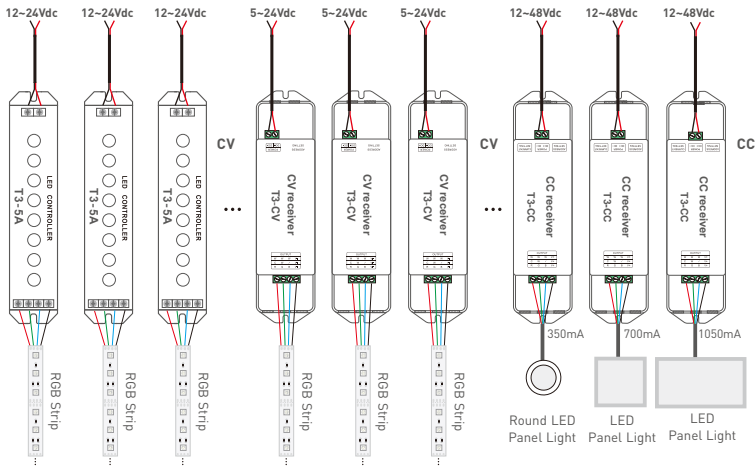 12~24Vdc 12~24Vdc 12~24Vdc 5~24Vdc 5~24Vdc 5~24Vdc 12~48Vdc 12~48Vdc 12~48Vdc
CV CV CC
LED CONTROLLER
T3-5A
LED CONTROLLER
T3-5A
LED CONTROLLER
T3-5A
...
CV receiver
T3-CV
CV receiver
T3-CV
CV receiver
T3-CV
...
CC receiver
T3-CC
CC receiver
T3-CC
CC receiver
T3-CC
OUTPUT
OUTPUT
OUTPUT
350mA 700mA 1050mA
RGB Strip
RGB Strip
RGB Strip
RGB Strip
RGB Strip
RGB Strip
Round LED
Panel Light
LED
Panel Light
LED
Panel Light